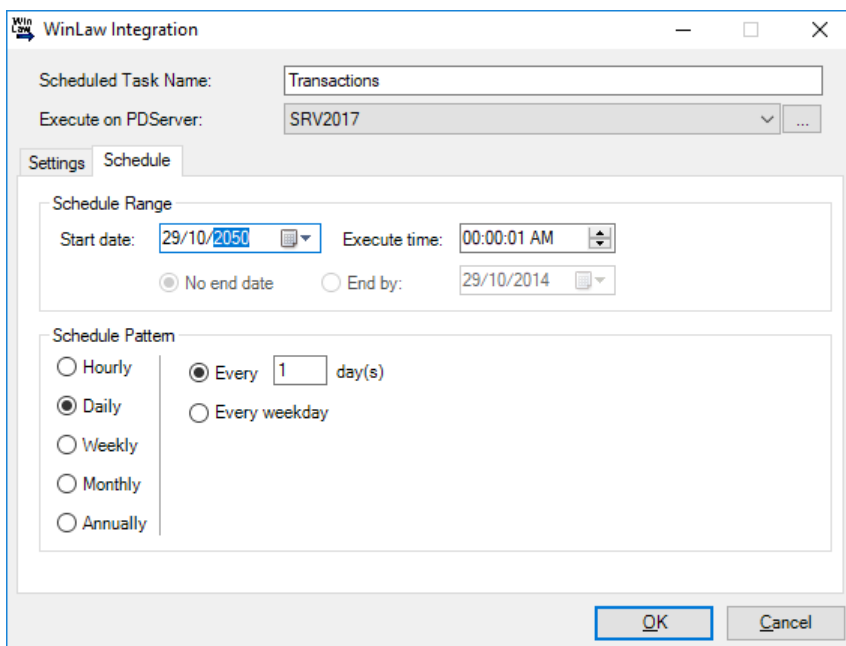 Win Law WinLaw Integration
Scheduled Task Name: Transactions
Execute on PDServer: SRV2017 ...
Settings Schedule
Schedule Range
Start date: 29/10/2050 Execute time: 00:00:01 AM
No end date End by: 29/10/2014
Schedule Pattern
Hourly Every 1 day(s)
Daily Every weekday
Weekly
Monthly
Annually
OK Cancel